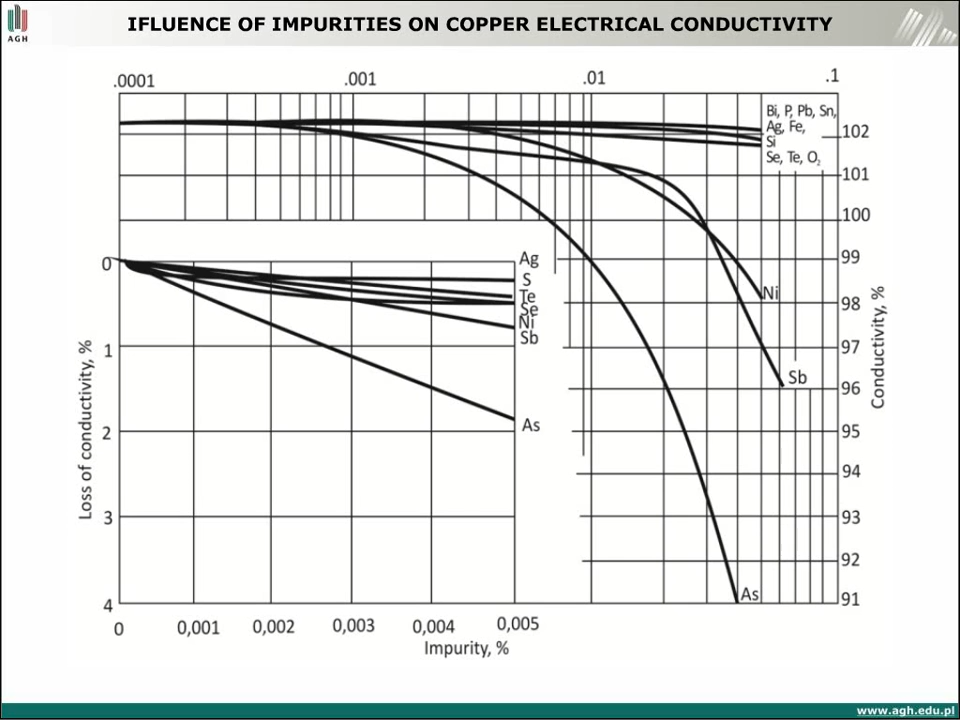 AGH
IFLUENCE OF IMPURITIES ON COPPER ELECTRICAL CONDUCTIVITY
.0001 .001 .01 .1
Bi, P, Pb, Sn,
Ag, Fe,
Si
Se, Te, O₂
102
101
100
99
98
97
96
95
94
93
92
91
Conductivity, %
Ni
Sb
As
Ag
S
Te
Se
Ni
Sb
As
0
1
2
3
4
Loss of conductivity, %
0 0,001 0,002 0,003 0,004 0,005
Impurity, %
www.agh.edu.pl